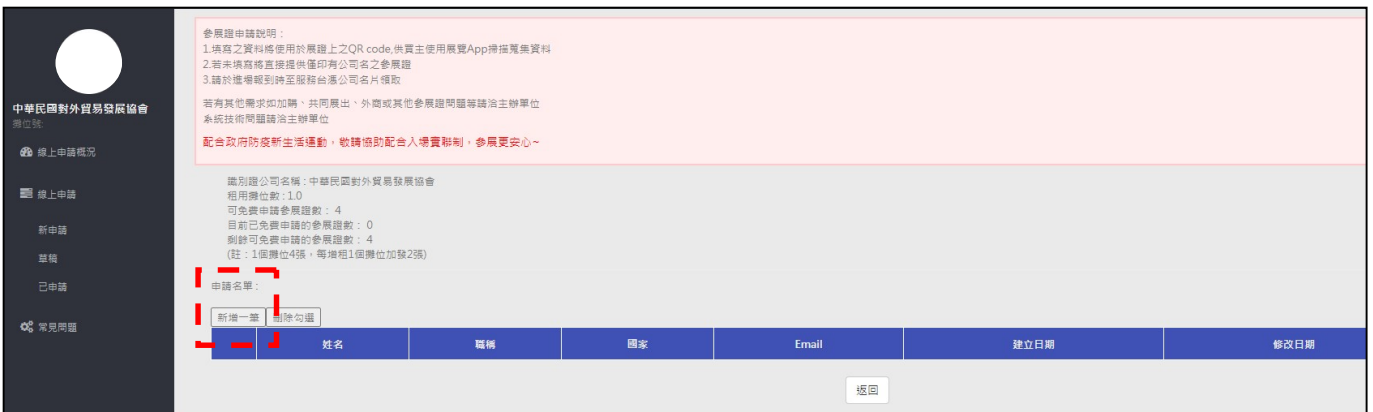 中華民國對外貿易發展協會
攤位號:
線上申請概況
線上申請
新申請
草稿
已申請
常見問題
參展證申請說明：
1.填寫之資料將使用於展證上之QR code,供買主使用展覽App掃描蒐集資料
2.若未填寫將直接提供僅印有公司名之參展證
3.請於進場報到時至服務台憑公司名片領取
若有其他需求如加購、共同展出、外商或其他參展證問題等請洽主辦單位
系統技術問題請洽主辦單位
配合政府防疫新生活運動，敬請協助配合入場實聯制，參展更安心~
識別證公司名稱 : 中華民國對外貿易發展協會
租用攤位數 : 1.0
可免費申請參展證數： 4
目前已免費申請的參展證數： 0
剩餘可免費申請的參展證數： 4
(註：1個攤位4張，每增租1個攤位加發2張)
申請名單 :
新增一筆 刪除勾選
姓名 職稱 國家 Email 建立日期 修改日期
返回